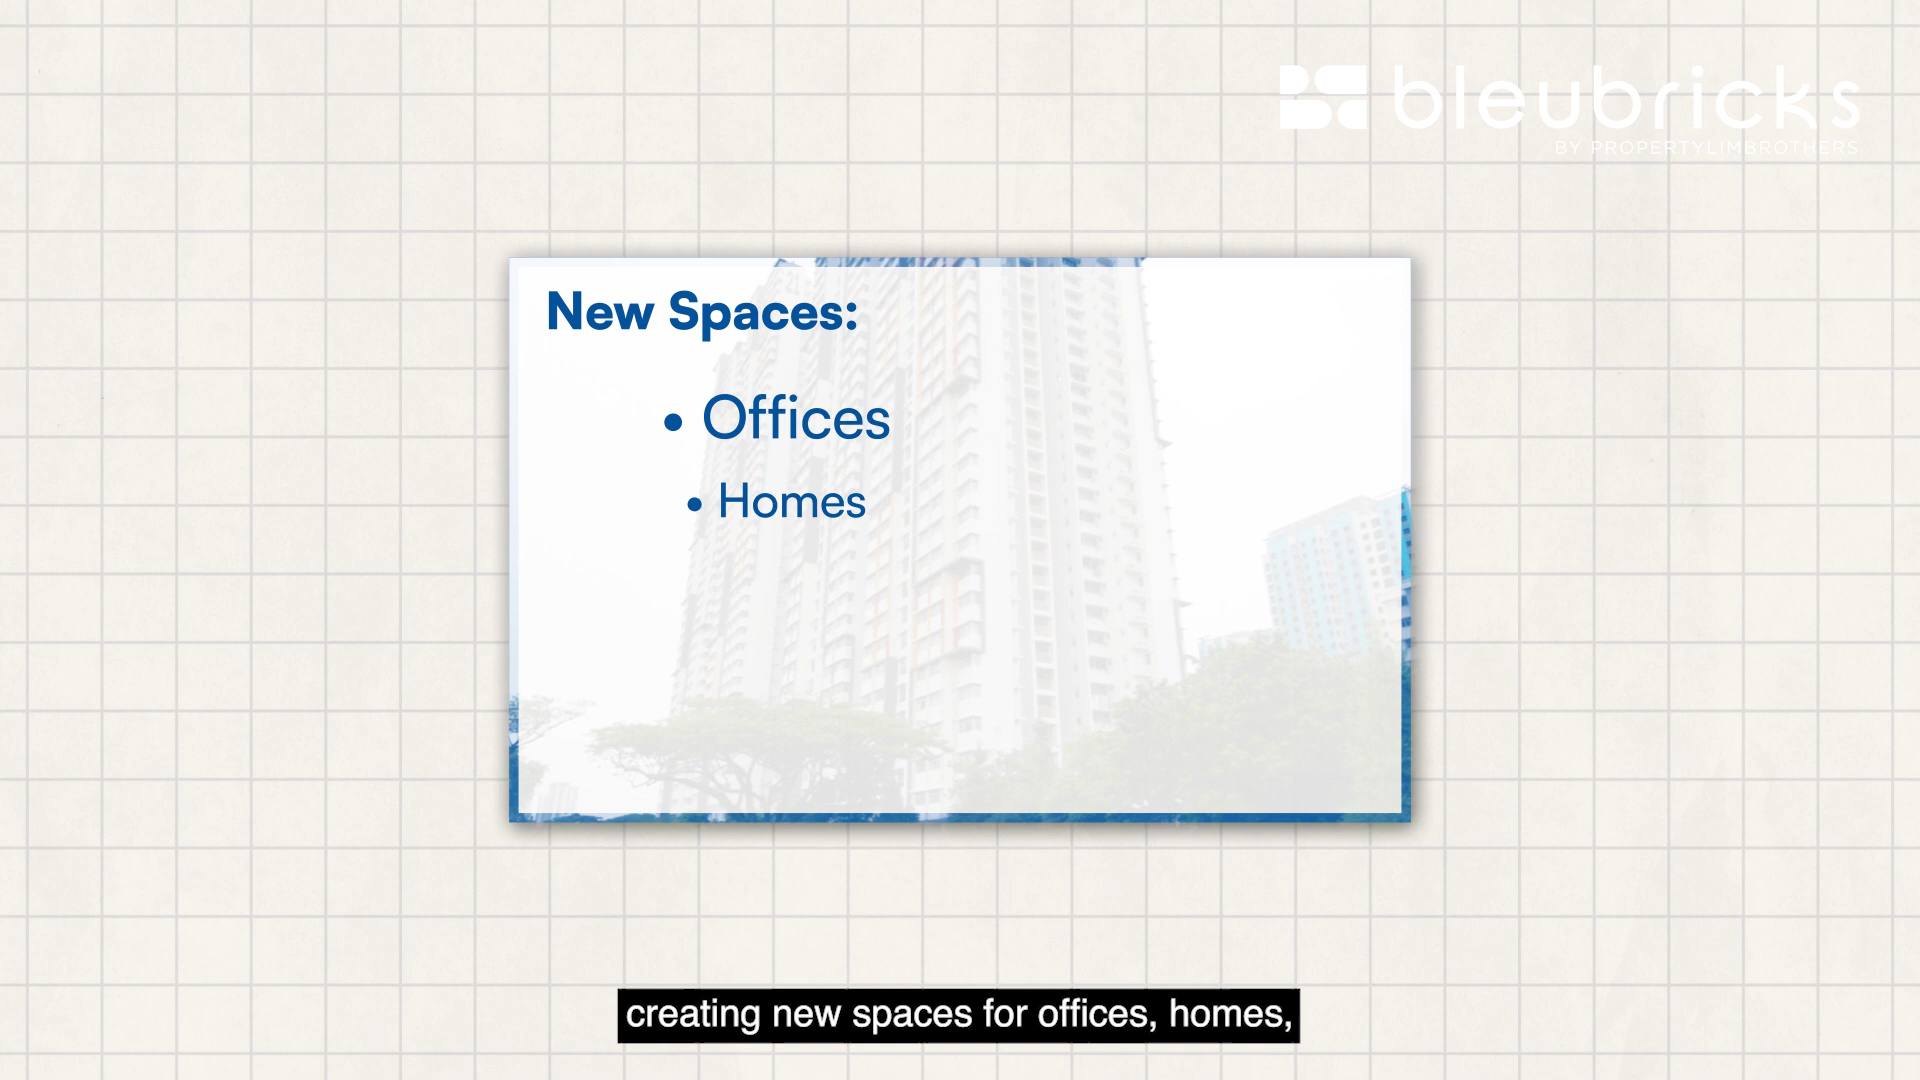 bleubricks
BY PROPERTYLIMBROTHERS
New Spaces:
• Offices
• Homes
creating new spaces for offices, homes,